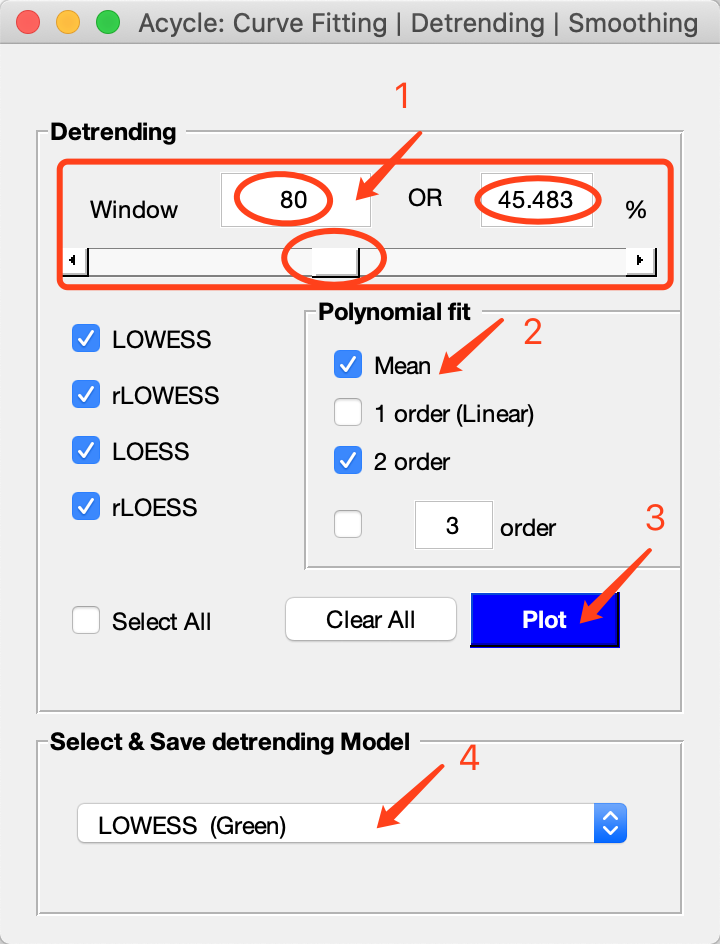 Acycle: Curve Fitting | Detrending | Smoothing
1
Detrending
Window 80 OR 45.483 %
Polynomial fit
2
LOWESS
Mean
rLOWESS
1 order (Linear)
LOESS
2 order
rLOESS
3 order
3
Select All Clear All Plot
Select & Save detrending Model
4
LOWESS (Green)